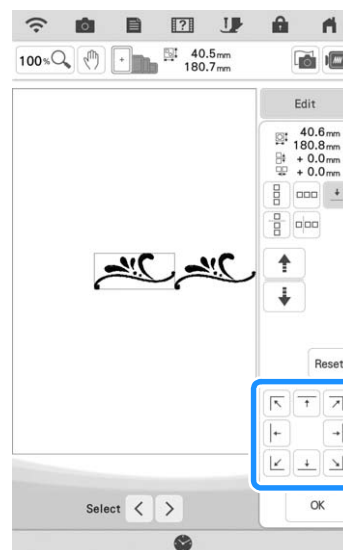 100% 40.5mm
180.7mm
Edit
40.6mm
180.8mm
+ 0.0mm
+ 0.0mm
Reset
OK
Select